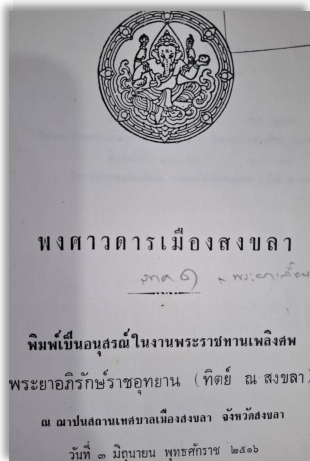 พงศาวดารเมืองสงขลา
ภาค ๑
พิมพ์เป็นอนุสรณ์ในงานพระราชทานเพลิงศพ
พระยาอภิรักษ์ราชอุทยาน (ทิตย์ ณ สงขลา)
ณ ฌาปนสถานเทศบาลเมืองสงขลา จังหวัดสงขลา
วันที่ ๓ มิถุนายน พุทธศักราช ๒๕๑๖